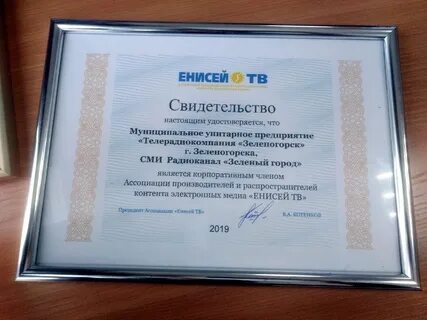 ЕНИСЕЙ ТВ
Свидетельство
настоящим удостоверяется, что
Муниципальное унитарное предприятие
«Телерадиокомпания «Зеленогорск»
г. Зеленогорска,
СМИ Радиоканал «Зеленый город»
является корпоративным членом
Ассоциации производителей и распространителей
контента электронных медиа «ЕНИСЕЙ ТВ»
Президент Ассоциации «Енисей ТВ»
2019